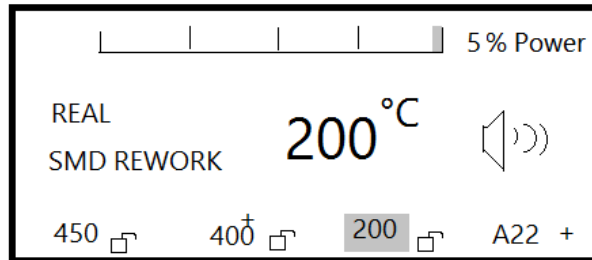 5% Power
REAL
200°C
SMD REWORK
450 400+ 200 A22 +